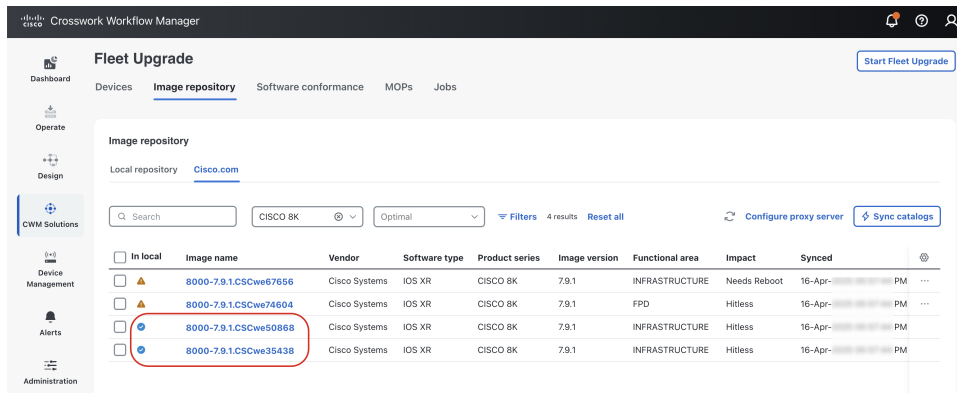 CISCO Crosswork Workflow Manager
Fleet Upgrade
Start Fleet Upgrade
Dashboard
Operate
Design
CWM Solutions
Device Management
Alerts
Administration
Devices Image repository Software conformance MOPs Jobs
Image repository
Local repository Cisco.com
Search CISCO 8K Optimal Filters 4 results Reset all Configure proxy server Sync catalogs
In local Image name Vendor Software type Product series Image version Functional area Impact Synced
8000-7.9.1.CSCwe67656 Cisco Systems IOS XR CISCO 8K 7.9.1 INFRASTRUCTURE Needs Reboot 16-Apr- PM ...
8000-7.9.1.CSCwe74604 Cisco Systems IOS XR CISCO 8K 7.9.1 FPD Hitless 16-Apr- PM ...
8000-7.9.1.CSCwe50868 Cisco Systems IOS XR CISCO 8K 7.9.1 INFRASTRUCTURE Hitless 16-Apr- PM
8000-7.9.1.CSCwe35438 Cisco Systems IOS XR CISCO 8K 7.9.1 INFRASTRUCTURE Hitless 16-Apr- PM